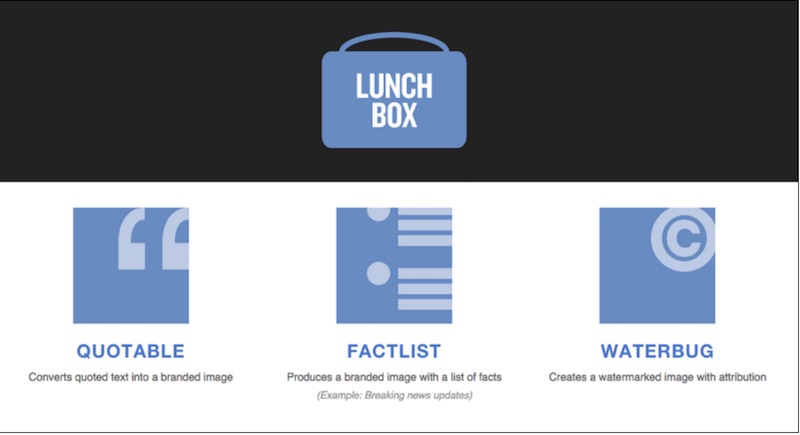 LUNCH
BOX
“
©
QUOTABLE
Converts quoted text into a branded image
FACTLIST
Produces a branded image with a list of facts
(Example: Breaking news updates)
WATERBUG
Creates a watermarked image with attribution